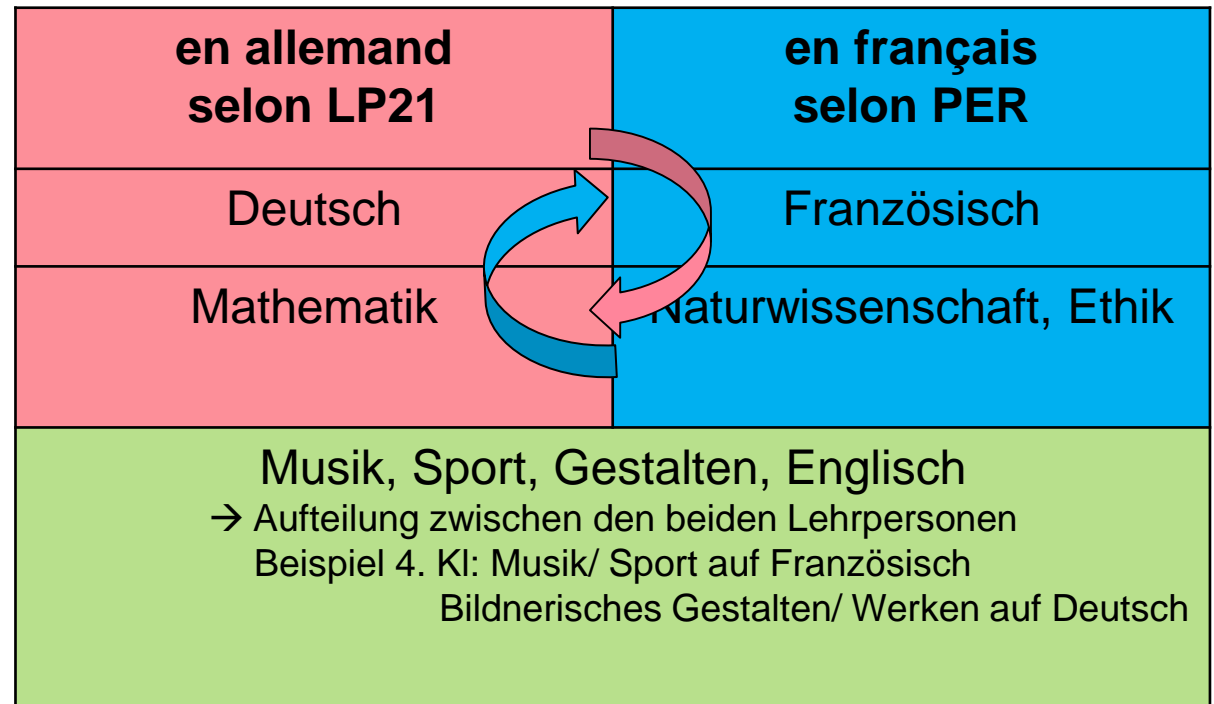 en allemand
selon LP21
en français
selon PER
Deutsch
Französisch
Mathematik
Naturwissenschaft, Ethik
Musik, Sport, Gestalten, Englisch
→ Aufteilung zwischen den beiden Lehrpersonen
Beispiel 4. Kl: Musik/ Sport auf Französisch
Bildnerisches Gestalten/ Werken auf Deutsch